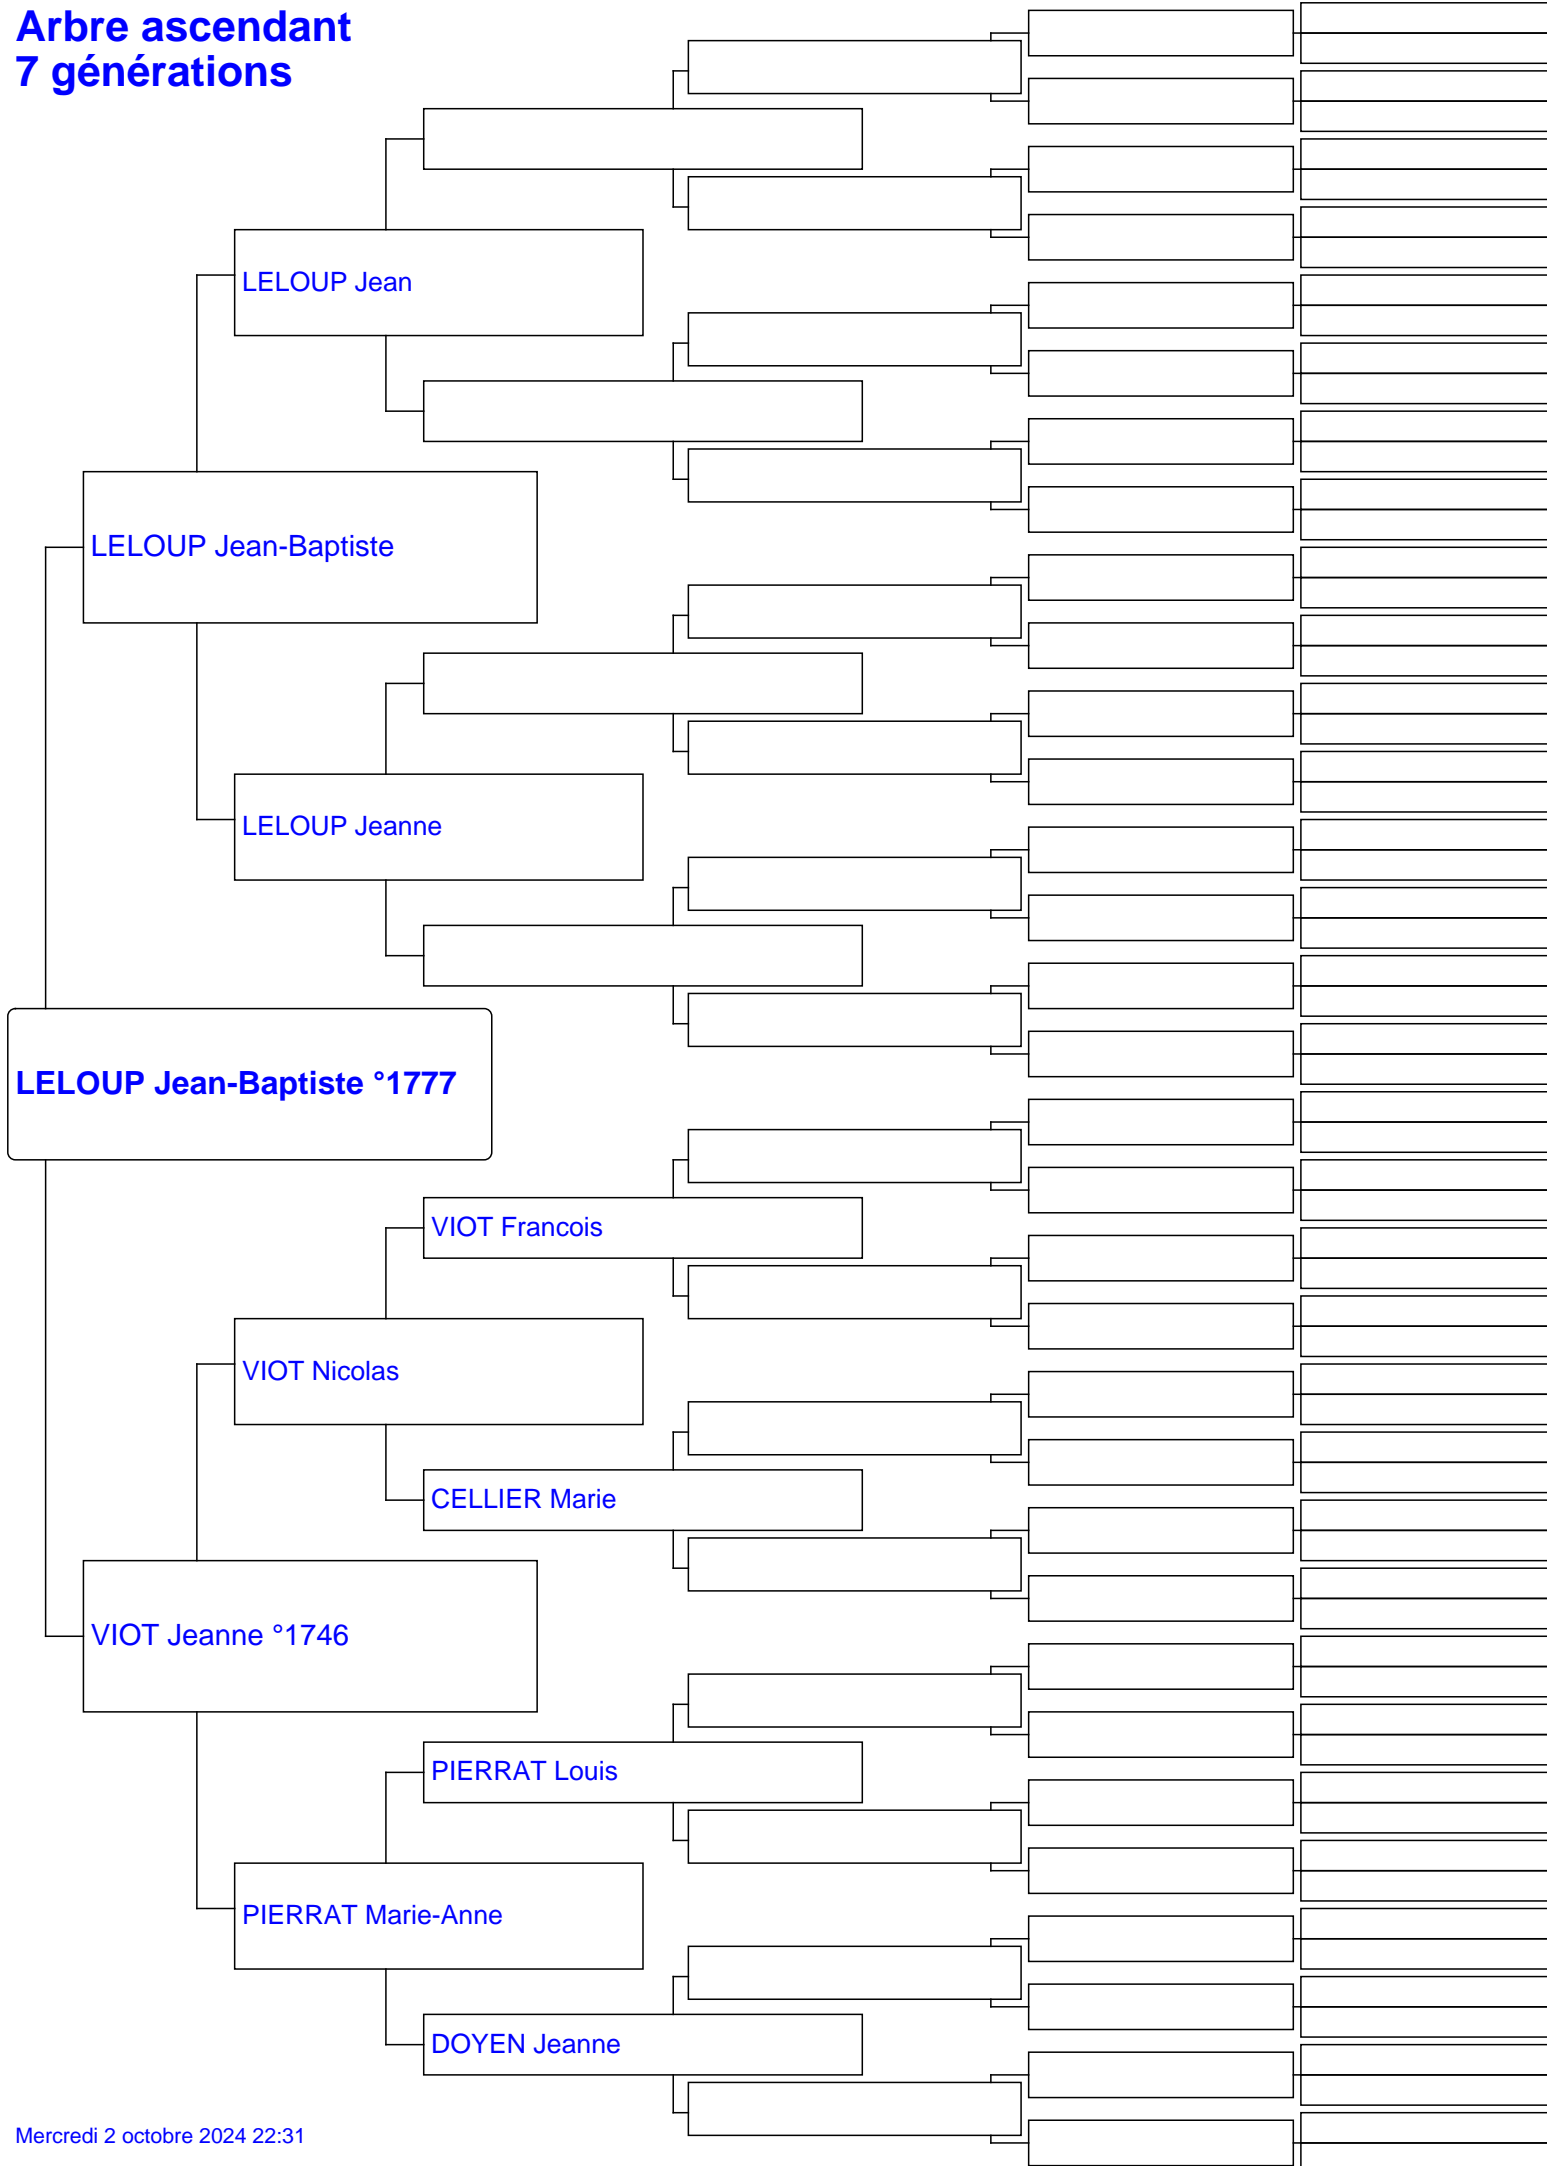 Arbre ascendant
7 générations
LELOUP Jean
LELOUP Jean-Baptiste
LELOUP Jeanne
LELOUP Jean-Baptiste °1777
VIOT Francois
VIOT Nicolas
CELLIER Marie
VIOT Jeanne °1746
PIERRAT Louis
PIERRAT Marie-Anne
DOYEN Jeanne
Mercredi 2 octobre 2024 22:31